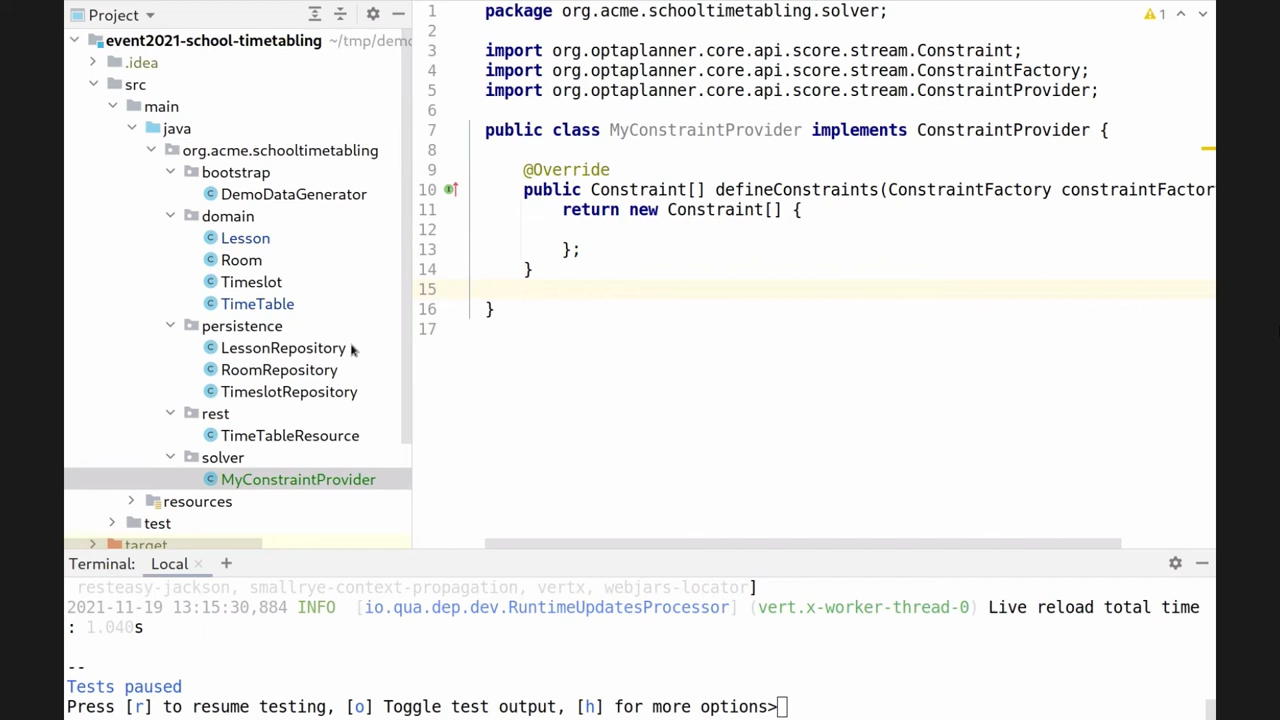 Project
event2021-school-timetabling ~/tmp/demo
.idea
src
main
java
org.acme.schooltimetabling
bootstrap
DemoDataGenerator
domain
Lesson
Room
Timeslot
TimeTable
persistence
LessonRepository
RoomRepository
TimeslotRepository
rest
TimeTableResource
solver
MyConstraintProvider
resources
test
target
1 package org.acme.schooltimetabling.solver;
2
3 import org.optaplanner.core.api.score.stream.Constraint;
4 import org.optaplanner.core.api.score.stream.ConstraintFactory;
5 import org.optaplanner.core.api.score.stream.ConstraintProvider;
6
7 public class MyConstraintProvider implements ConstraintProvider {
8
9 @Override
10 public Constraint[] defineConstraints(ConstraintFactory constraintFactor
11 return new Constraint[] {
12
13 };
14 }
15
16 }
17
1
Terminal: Local
resteasy-jackson, smallrye-context-propagation, vertx, webjars-locator]
2021-11-19 13:15:30,884 INFO [io.qua.dep.dev.RuntimeUpdatesProcessor] (vert.x-worker-thread-0) Live reload total time
: 1.040s
--
Tests paused
Press [r] to resume testing, [o] Toggle test output, [h] for more options>